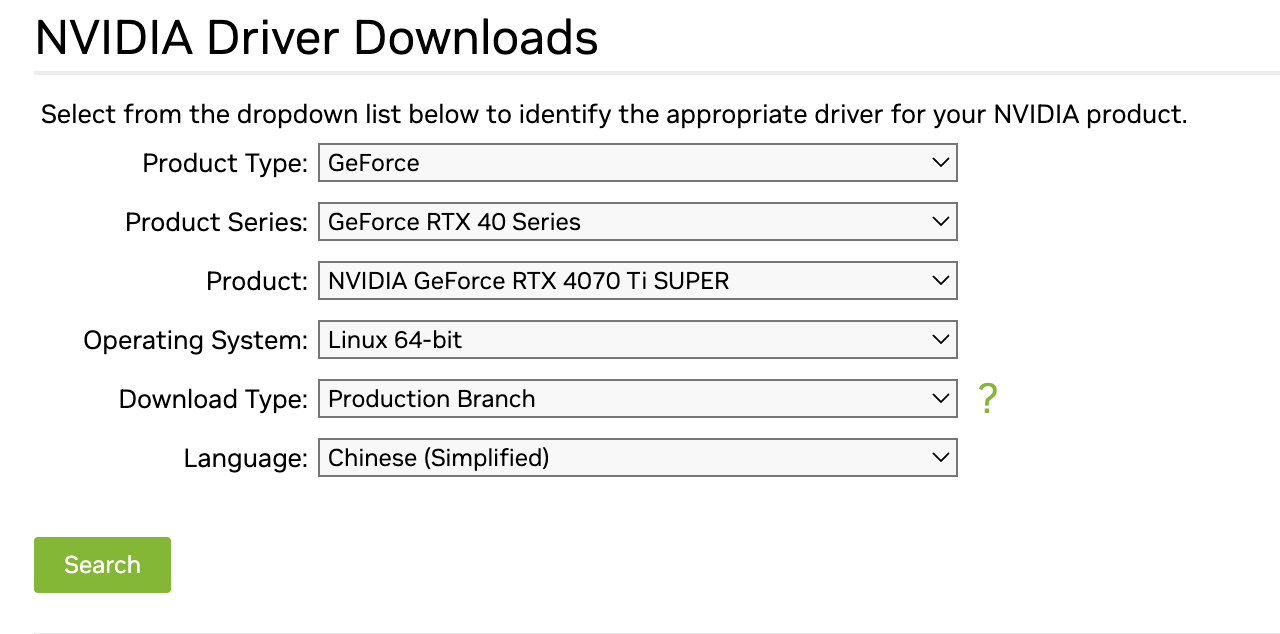 NVIDIA Driver Downloads
Select from the dropdown list below to identify the appropriate driver for your NVIDIA product.
Product Type: GeForce
Product Series: GeForce RTX 40 Series
Product: NVIDIA GeForce RTX 4070 Ti SUPER
Operating System: Linux 64-bit
Download Type: Production Branch ?
Language: Chinese (Simplified)
Search